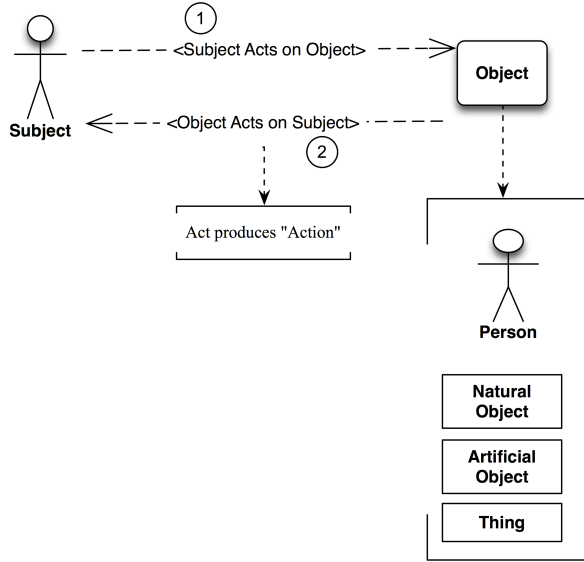 1
<Subject Acts on Object>
Object
Subject
<Object Acts on Subject>
2
Act produces "Action"
Person
Natural
Object
Artificial
Object
Thing